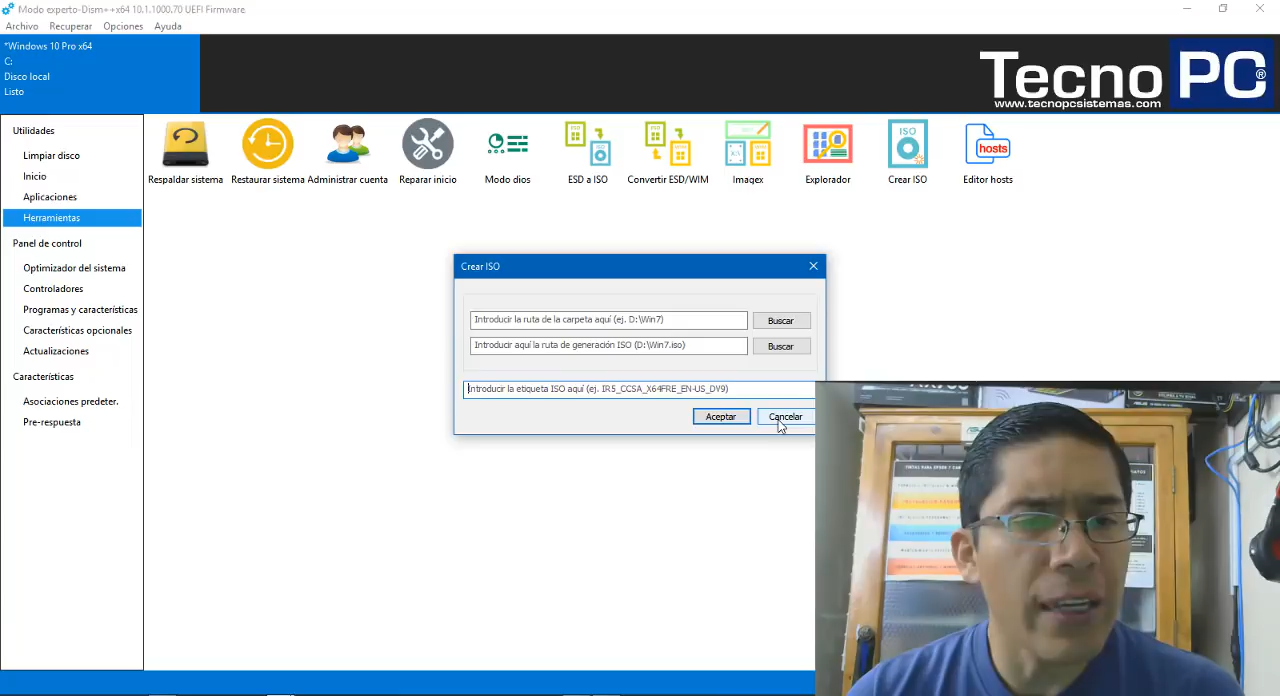 Modo experto-Dism++x64 10.1.1000,70 UEFI Firmware.
Archivo Recuperar Opciones Ayuda
*Windows 10 Pro x64
C:
Disco local
Listo
Tecno PC®
www.tecnopcsistemas.com
Utilidades
Limpiar disco
Inicio
Aplicaciones
Herramientas
Panel de control
Optimizador del sistema
Controladores
Programas y características
Características opcionales
Actualizaciones
Características
Asociaciones predeter.
Pre-respuesta
Respaldar sistema
Restaurar sistema
Administrar cuenta
Reparar inicio
Modo dios
ESD a ISO
Convertir ESD/WIM
Imagex
Explorador
ISO
Crear ISO
hosts
Editor hosts
Crear ISO
Introducir la ruta de la carpeta aquí (ej. D:\Win7)
Buscar
Introducir aquí la ruta de generación ISO (D:\Win7.iso)
Buscar
Introducir la etiqueta ISO aquí (ej. IR5_CCSA_X64FRE_EN-US_DV9)
Aceptar
Cancelar